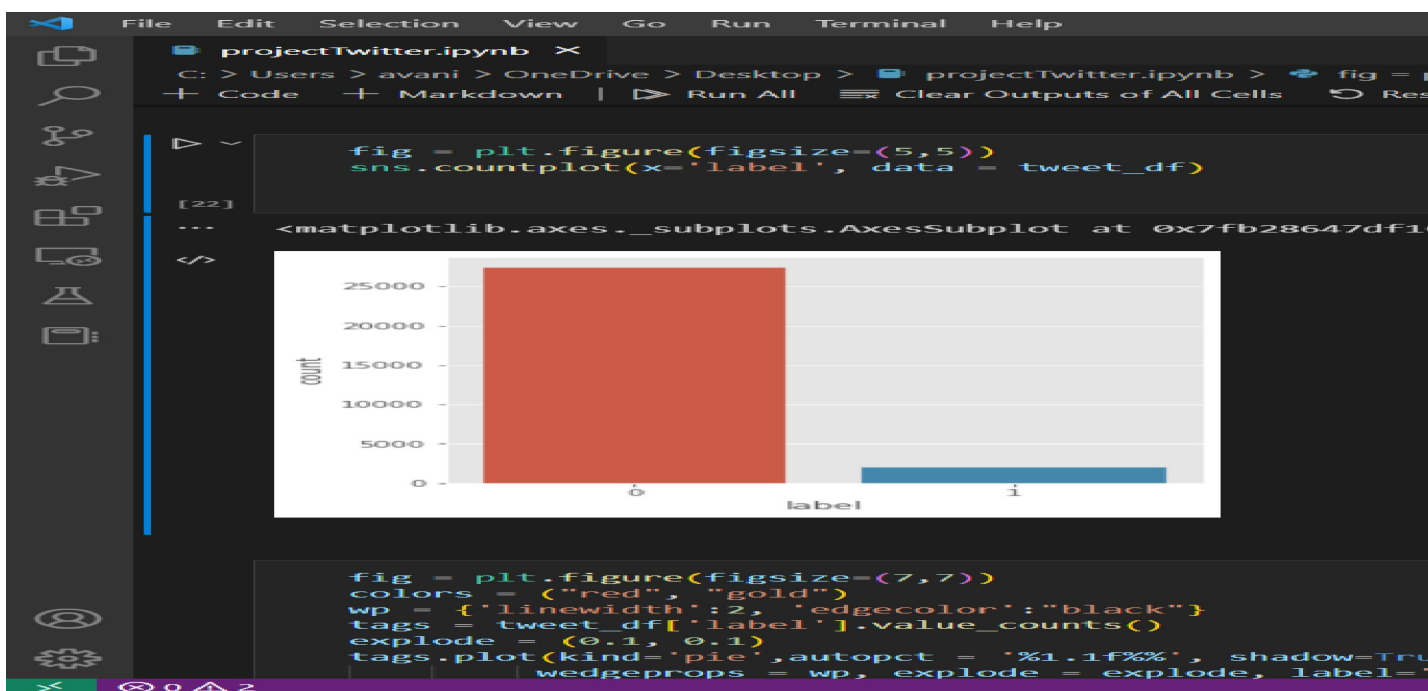 File Edit Selection View Go Run Terminal Help
projectTwitter.ipynb ×
C: > Users > avani > OneDrive > Desktop > projectTwitter.ipynb > fig =
+ Code + Markdown | Run All Clear Outputs of All Cells Res
fig = plt.figure(figsize=(5,5))
sns.countplot(x='label', data = tweet_df)
[22]
... <matplotlib.axes._subplots.AxesSubplot at 0x7fb28647df1
</>
25000
20000
15000
10000
5000
0
count
0 1
label
fig = plt.figure(figsize=(7,7))
colors = ("red", "gold")
wp = {'linewidth':2, 'edgecolor':"black"}
tags = tweet_df['label'].value_counts()
explode = (0.1, 0.1)
tags.plot(kind='pie',autopct = '%1.1f%%', shadow=Tru
wedgeprops = wp, explode = explode, label=
0 2